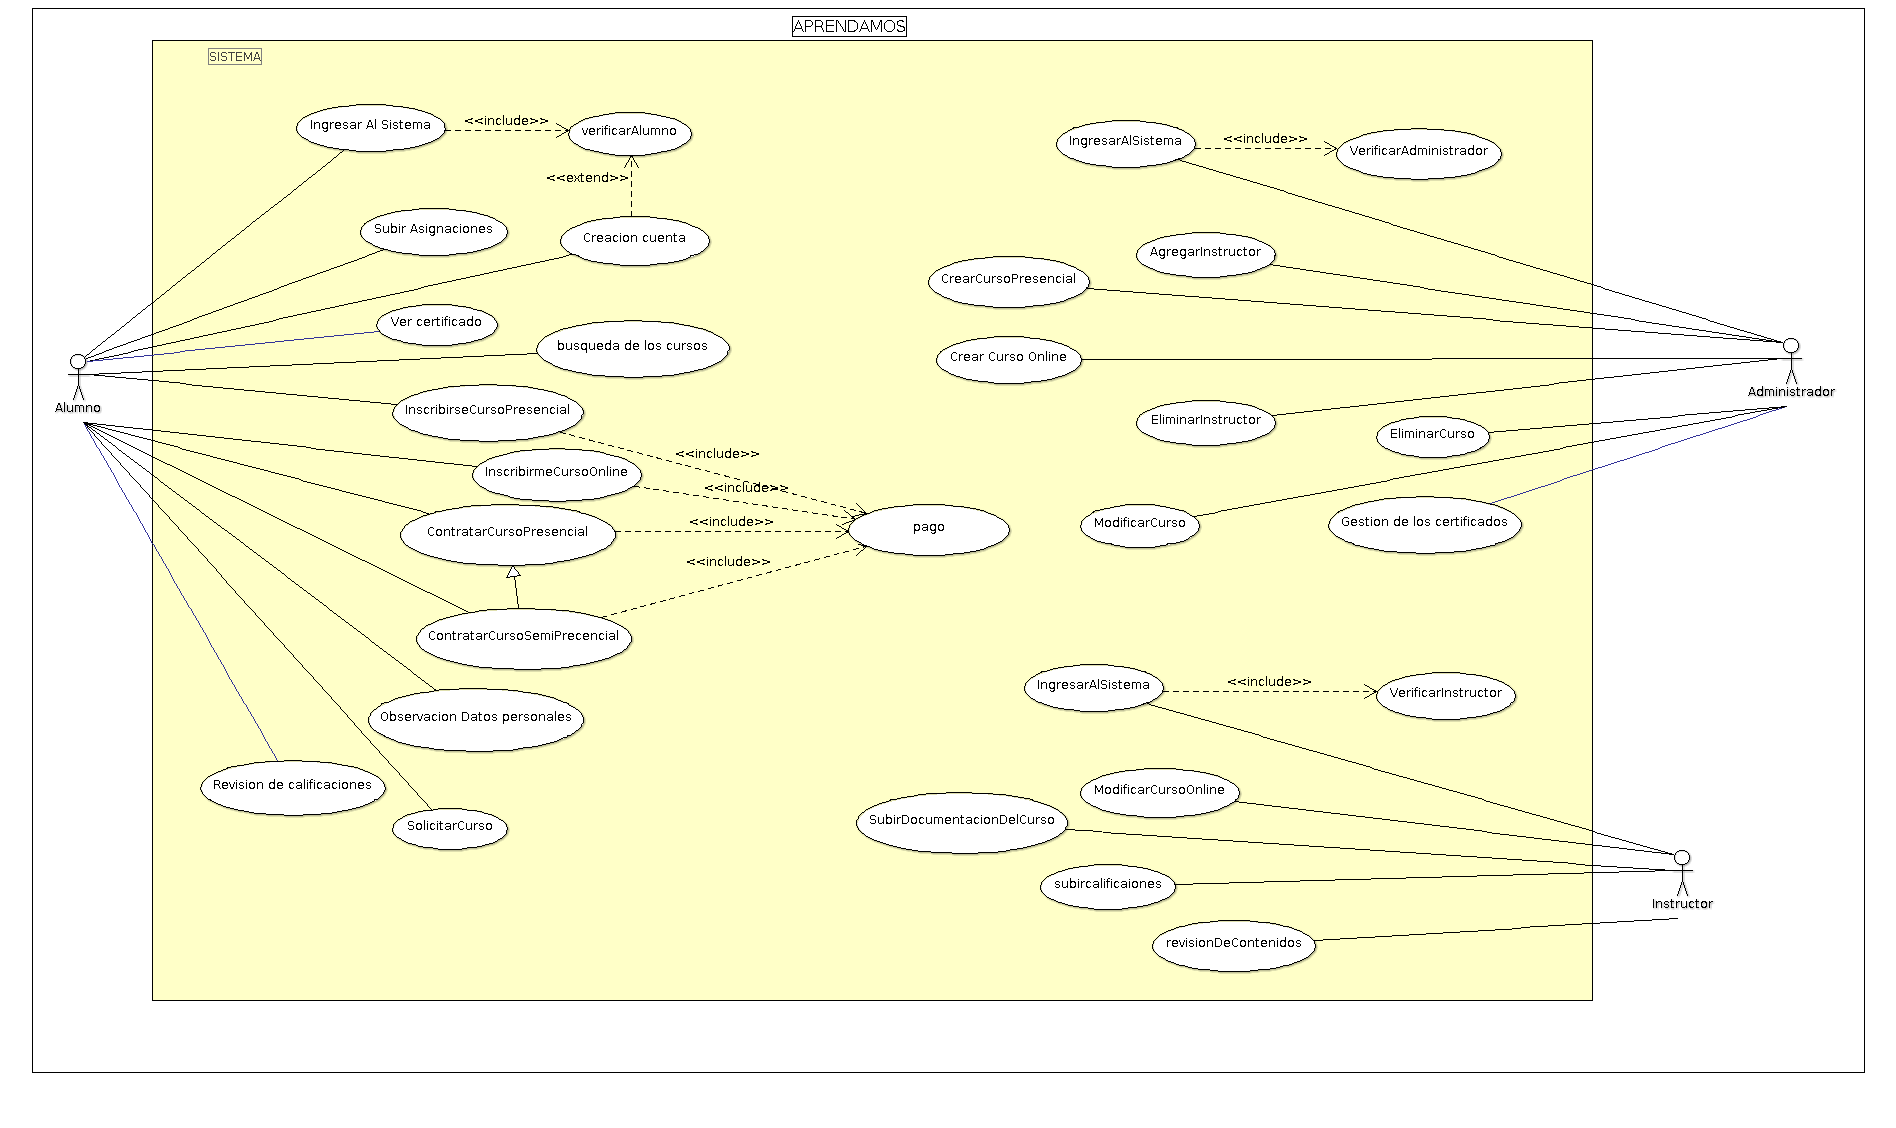 APRENDAMOS
SISTEMA
Ingresar Al Sistema
<<include>>
verificarAlumno
<<extend>>
Subir Asignaciones
Creacion cuenta
Ver certificado
busqueda de los cursos
Alumno
InscribirseCursoPresencial
<<include>>
InscribirmeCursoOnline
<<include>>
ContratarCursoPresencial
<<include>>
pago
<<include>>
ContratarCursoSemiPrecencial
Observacion Datos personales
Revision de calificaciones
SolicitarCurso
IngresarAlSistema
<<include>>
VerificarAdministrador
AgregarInstructor
CrearCursoPresencial
Crear Curso Online
Administrador
EliminarInstructor
EliminarCurso
ModificarCurso
Gestion de los certificados
IngresarAlSistema
<<include>>
VerificarInstructor
ModificarCursoOnline
SubirDocumentacionDelCurso
subircalificaiones
Instructor
revisionDeContenidos